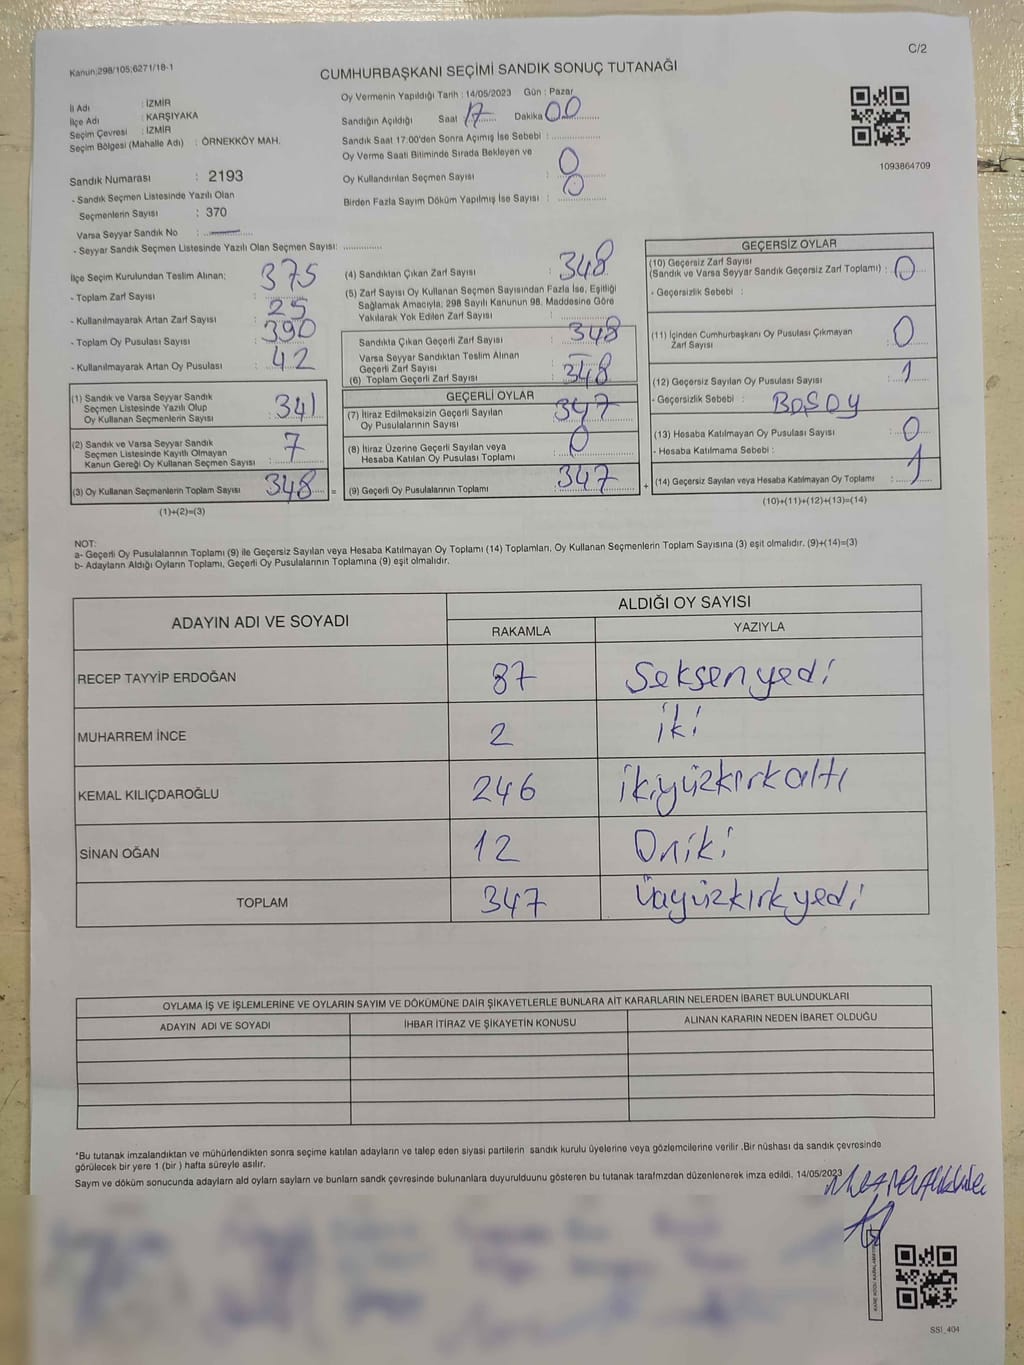 C/2
Kanun;298/105;6271/18-1
CUMHURBAŞKANI SEÇİMİ SANDIK SONUÇ TUTANAĞI
İl Adı : İZMİR
İlçe Adı : KARŞIYAKA
Seçim Çevresi : İZMİR
Seçim Bölgesi (Mahalle Adı) : ÖRNEKKÖY MAH.
Sandık Numarası : 2193
- Sandık Seçmen Listesinde Yazılı Olan
Seçmenlerin Sayısı : 370
Varsa Seyyar Sandık No :
- Seyyar Sandık Seçmen Listesinde Yazılı Olan Seçmen Sayısı:
Oy Vermenin Yapıldığı Tarih : 14/05/2023 Gün : Pazar
Sandığın Açıldığı Saat 17 Dakika 00
Sandık Saat 17:00'den Sonra Açımış İse Sebebi :
Oy Verme Saati Bitiminde Sırada Bekleyen ve
Oy Kullandırılan Seçmen Sayısı : 0
Birden Fazla Sayım Döküm Yapılmış İse Sayısı : 0
1093864709
İlçe Seçim Kurulundan Teslim Alınan;
- Toplam Zarf Sayısı : 375
- Kullanılmayarak Artan Zarf Sayısı : 25
- Toplam Oy Pusulası Sayısı : 390
- Kullanılmayarak Artan Oy Pusulası : 42
(1) Sandık ve Varsa Seyyar Sandık
Seçmen Listesinde Yazılı Olup
Oy Kullanan Seçmenlerin Sayısı : 341
(2) Sandık ve Varsa Seyyar Sandık
Seçmen Listesinde Kayıtlı Olmayan
Kanun Gereği Oy Kullanan Seçmen Sayısı : 7
(3) Oy Kullanan Seçmenlerin Toplam Sayısı : 348 =
(1)+(2)=(3)
(4) Sandıktan Çıkan Zarf Sayısı : 348
(5) Zarf Sayısı Oy Kullanan Seçmen Sayısından Fazla İse, Eşitliği
Sağlamak Amacıyla, 298 Sayılı Kanunun 98. Maddesine Göre
Yakılarak Yok Edilen Zarf Sayısı :
Sandıkta Çıkan Geçerli Zarf Sayısı : 348
Varsa Seyyar Sandıktan Teslim Alınan
Geçerli Zarf Sayısı : -
(6) Toplam Geçerli Zarf Sayısı : 348
GEÇERLİ OYLAR
(7) İtiraz Edilmeksizin Geçerli Sayılan
Oy Pusulalarının Sayısı : 347
(8) İtiraz Üzerine Geçerli Sayılan veya
Hesaba Katılan Oy Pusulası Toplamı : 0
(9) Geçerli Oy Pusulalarının Toplamı : 347 +
GEÇERSİZ OYLAR
(10) Geçersiz Zarf Sayısı
(Sandık ve Varsa Seyyar Sandık Geçersiz Zarf Toplamı) : 0
- Geçersizlik Sebebi :
(11) İçinden Cumhurbaşkanı Oy Pusulası Çıkmayan
Zarf Sayısı : 0
(12) Geçersiz Sayılan Oy Pusulası Sayısı : 1
- Geçersizlik Sebebi : BOŞ OY
(13) Hesaba Katılmayan Oy Pusulası Sayısı : 0
- Hesaba Katılmama Sebebi :
(14) Geçersiz Sayılan veya Hesaba Katılmayan Oy Toplamı : 1
(10)+(11)+(12)+(13)=(14)
NOT:
a- Geçerli Oy Pusulalarının Toplamı (9) ile Geçersiz Sayılan veya Hesaba Katılmayan Oy Toplamı (14) Toplamları, Oy Kullanan Seçmenlerin Toplam Sayısına (3) eşit olmalıdır. (9)+(14)=(3)
b- Adayların Aldığı Oyların Toplamı, Geçerli Oy Pusulalarının Toplamına (9) eşit olmalıdır.
ADAYIN ADI VE SOYADI ALDIĞI OY SAYISI
RAKAMLA YAZIYLA
RECEP TAYYİP ERDOĞAN 87 Seksenyedi
MUHARREM İNCE 2 iki
KEMAL KILIÇDAROĞLU 246 ikiyüzkırkaltı
SİNAN OĞAN 12 Oniki
TOPLAM 347 Üçyüzkırkyedi
OYLAMA İŞ VE İŞLEMLERİNE VE OYLARIN SAYIM VE DÖKÜMÜNE DAİR ŞİKAYETLERLE BUNLARA AİT KARARLARIN NELERDEN İBARET BULUNDUKLARI
ADAYIN ADI VE SOYADI İHBAR İTİRAZ VE ŞİKAYETİN KONUSU ALINAN KARARIN NEDEN İBARET OLDUĞU
*Bu tutanak imzalandıktan ve mühürlendikten sonra seçime katılan adayların ve talep eden siyasi partilerin sandık kurulu üyelerine veya gözlemcilerine verilir .Bir nüshası da sandık çevresinde
görülecek bir yere 1 (bir ) hafta süreyle asılır.
Sayım ve döküm sonucunda adayların ald oyların sayların ve bunların sandk çevresinde bulunanlara duyurulduunu gösteren bu tutanak tarafmzdan düzenlenerek imza edildi. 14/05/2023
SSI_404